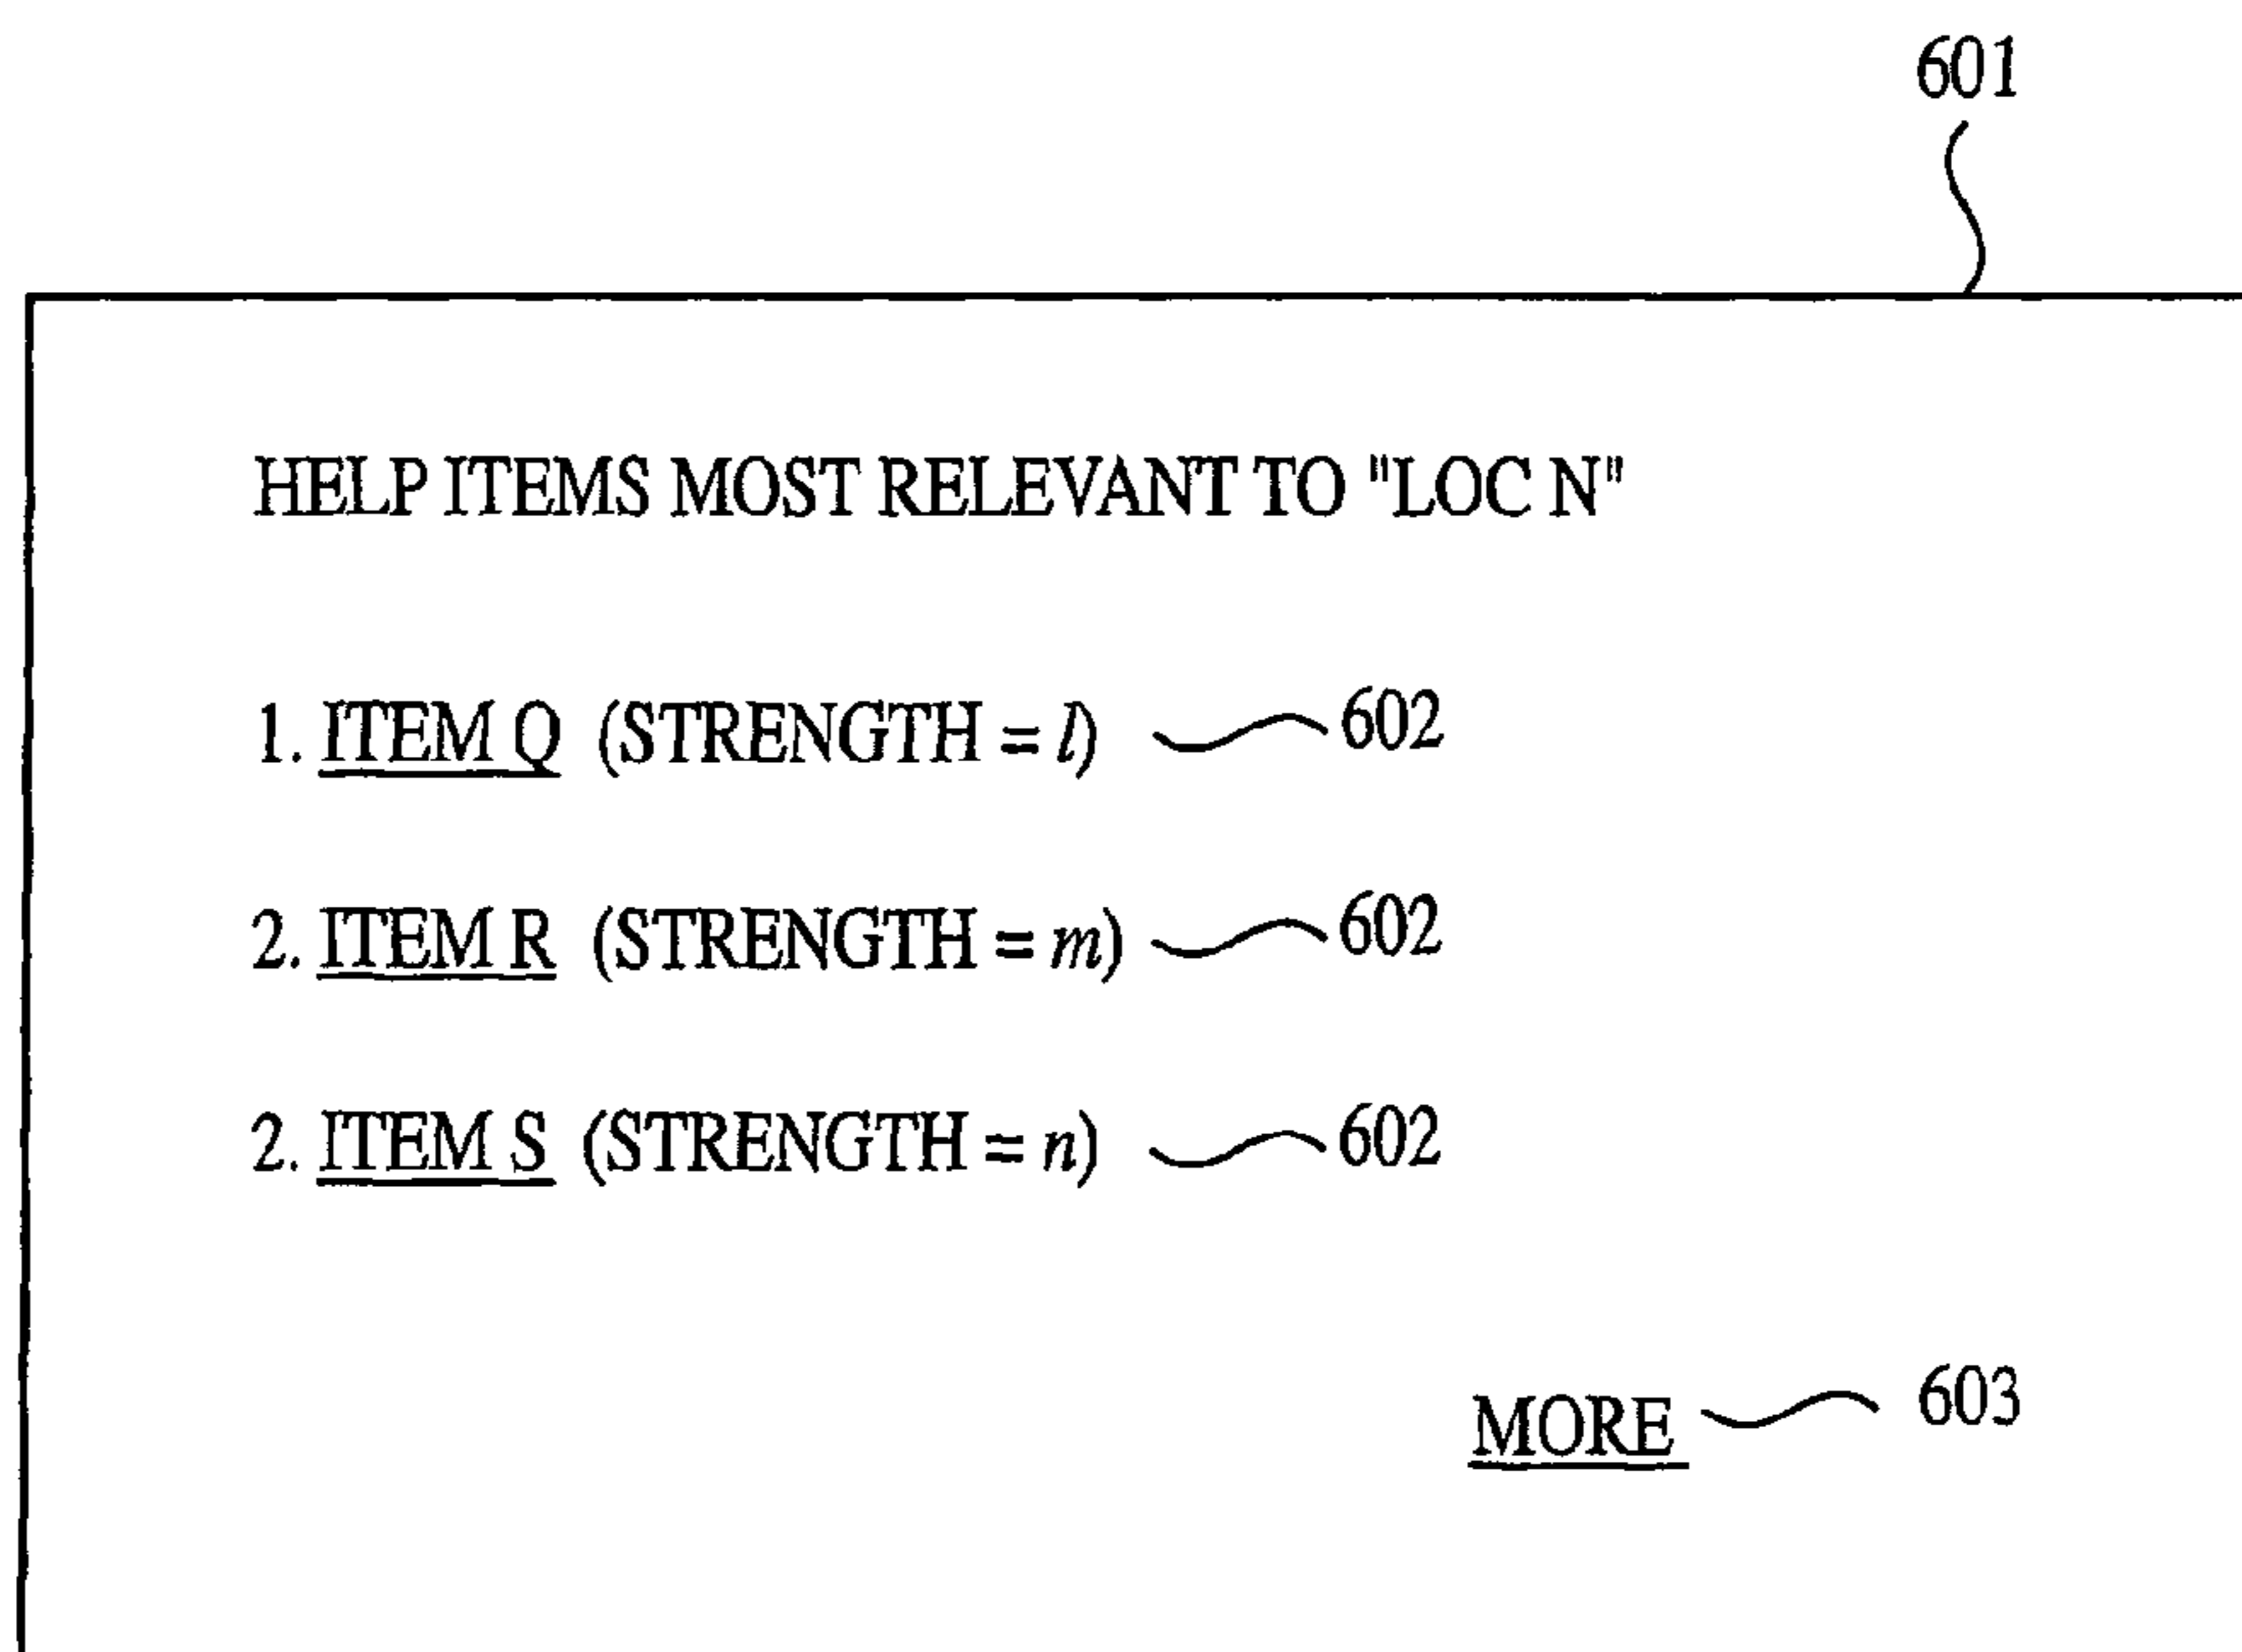 601
HELP ITEMS MOST RELEVANT TO "LOC N"
1. ITEM Q (STRENGTH = l) 602
2. ITEM R (STRENGTH = m) 602
2. ITEM S (STRENGTH = n) 602
MORE 603